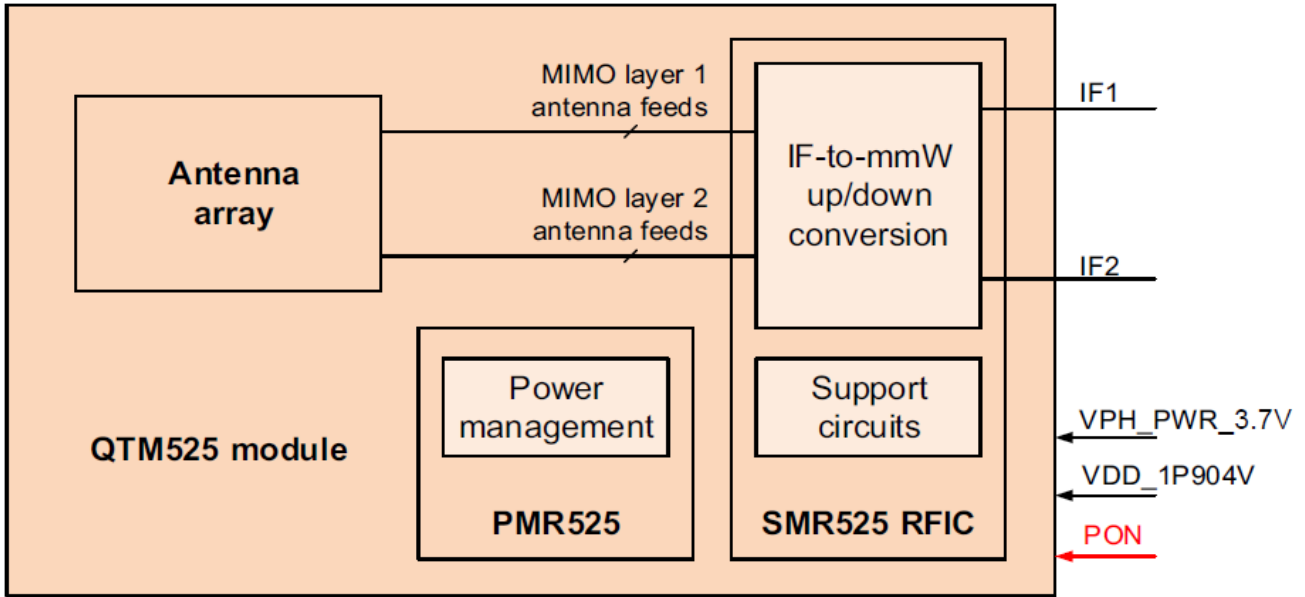 MIMO layer 1
antenna feeds
Antenna
array
MIMO layer 2
antenna feeds
IF-to-mmW
up/down
conversion
IF1
IF2
Power
management
Support
circuits
QTM525 module
PMR525
SMR525 RFIC
VPH_PWR_3.7V
VDD_1P904V
PON